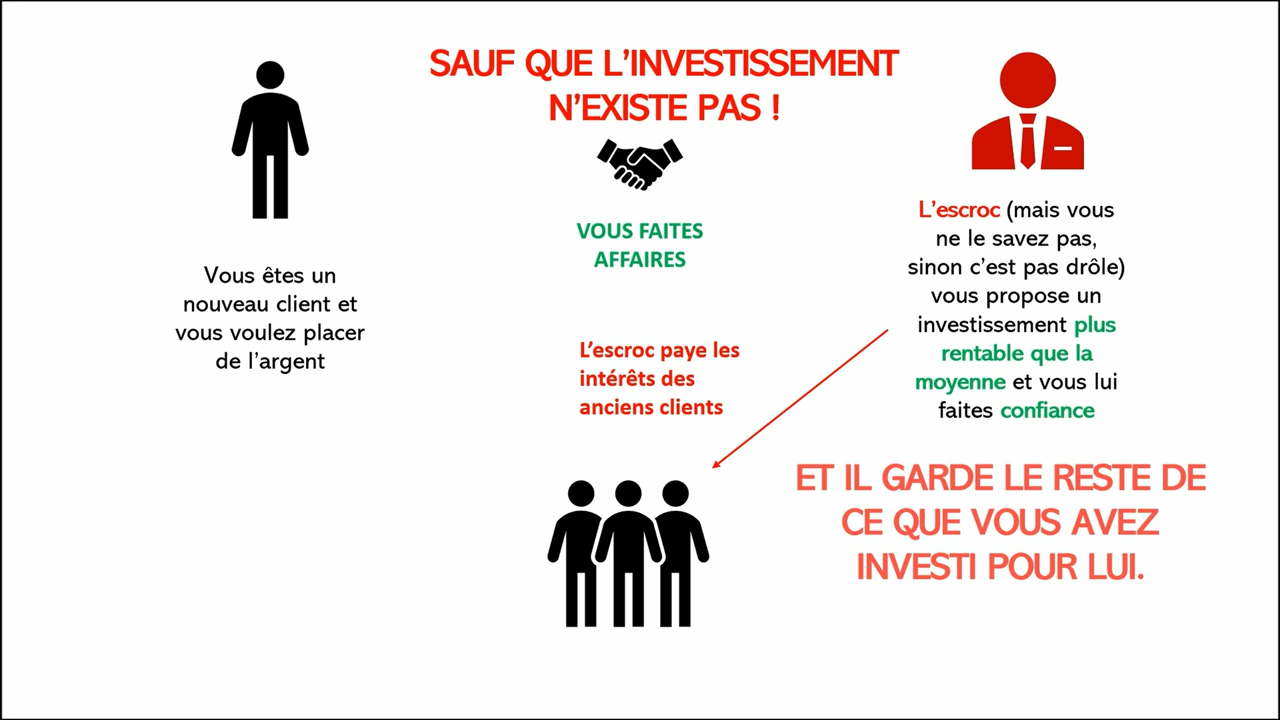 SAUF QUE L'INVESTISSEMENT
N'EXISTE PAS !
Vous êtes un
nouveau client et
vous voulez placer
de l'argent
VOUS FAITES
AFFAIRES
L'escroc (mais vous
ne le savez pas,
sinon c'est pas drôle)
vous propose un
investissement plus
rentable que la
moyenne et vous lui
faites confiance
L'escroc paye les
intérêts des
anciens clients
ET IL GARDE LE RESTE DE
CE QUE VOUS AVEZ
INVESTI POUR LUI.